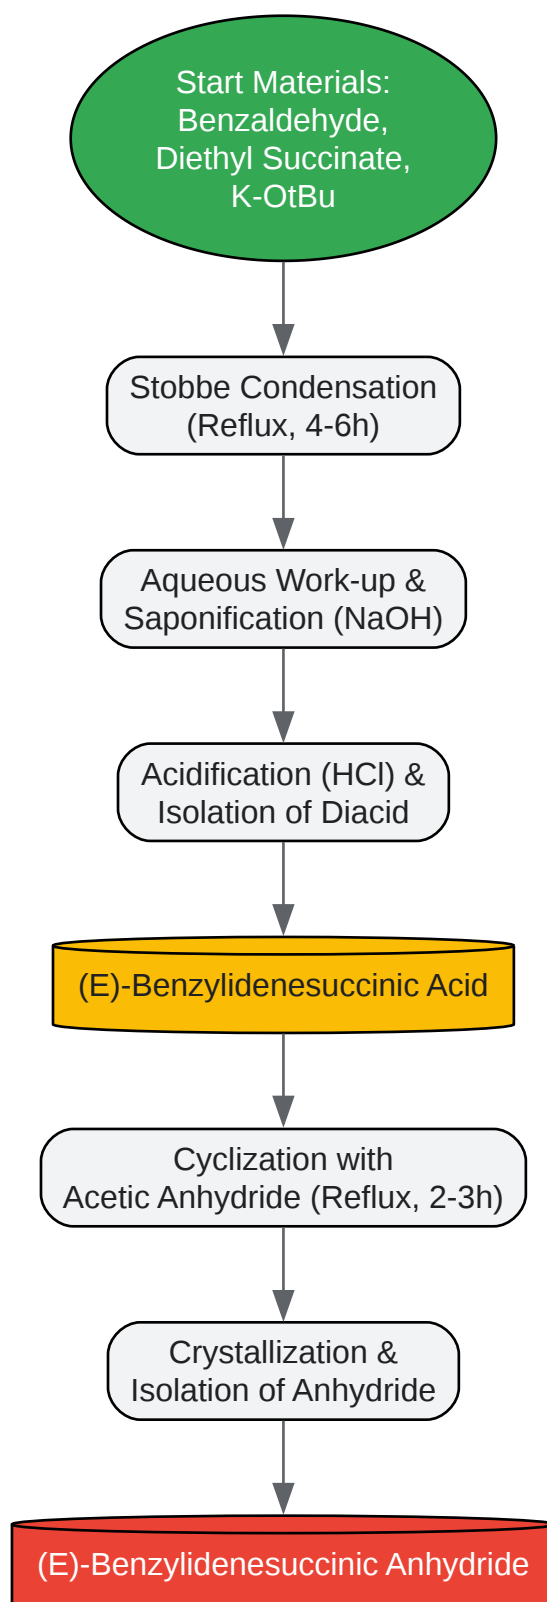 Start Materials:
Benzaldehyde,
Diethyl Succinate,
K-OtBu
Stobbe Condensation
(Reflux, 4-6h)
Aqueous Work-up &
Saponification (NaOH)
Acidification (HCl) &
Isolation of Diacid
(E)-Benzylidenesuccinic Acid
Cyclization with
Acetic Anhydride (Reflux, 2-3h)
Crystallization &
Isolation of Anhydride
(E)-Benzylidenesuccinic Anhydride